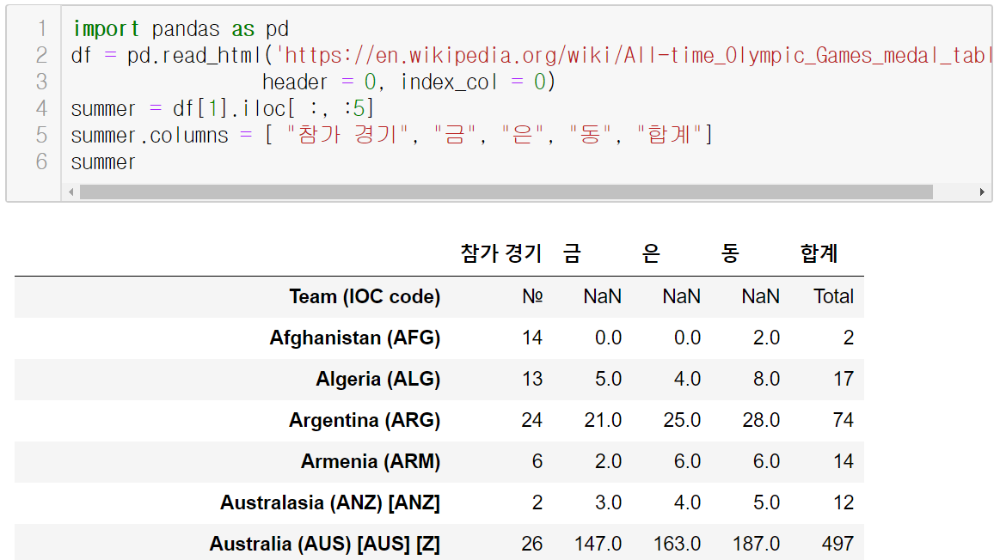 1 import pandas as pd
2 df = pd.read_html('https://en.wikipedia.org/wiki/All-time_Olympic_Games_medal_tabl
3 header = 0, index_col = 0)
4 summer = df[1].iloc[ :, :5]
5 summer.columns = [ "참가 경기", "금", "은", "동", "합계"]
6 summer
참가 경기 금 은 동 합계
Team (IOC code) № NaN NaN NaN Total
Afghanistan (AFG) 14 0.0 0.0 2.0 2
Algeria (ALG) 13 5.0 4.0 8.0 17
Argentina (ARG) 24 21.0 25.0 28.0 74
Armenia (ARM) 6 2.0 6.0 6.0 14
Australasia (ANZ) [ANZ] 2 3.0 4.0 5.0 12
Australia (AUS) [AUS] [Z] 26 147.0 163.0 187.0 497